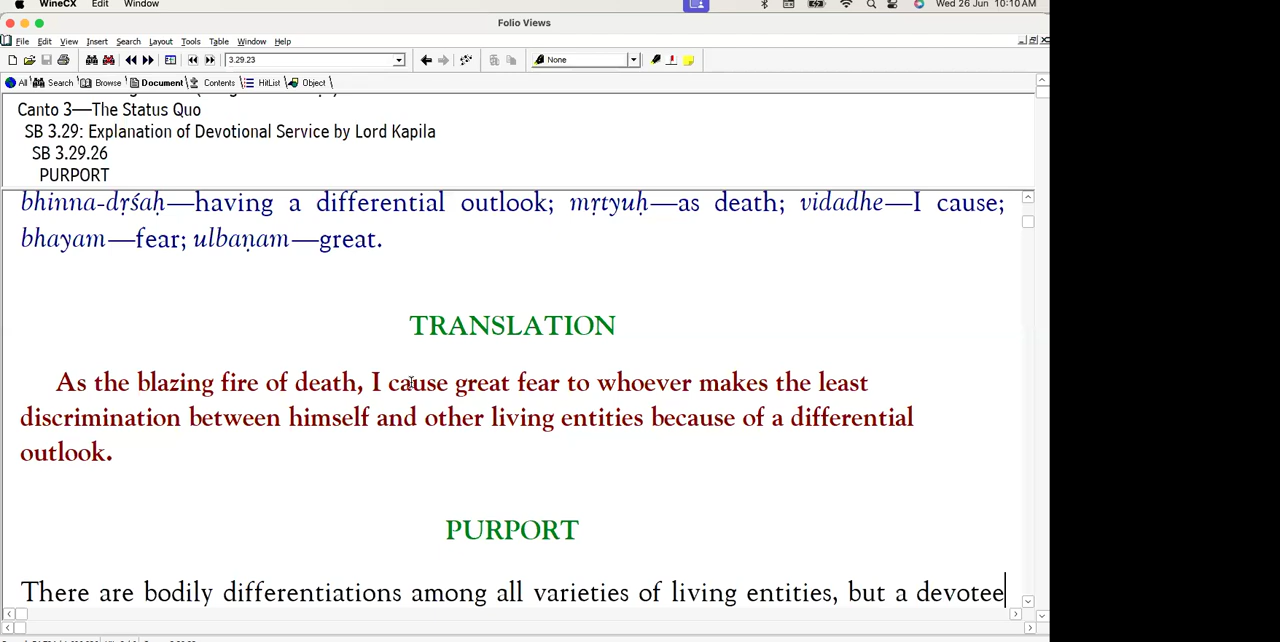 WineCX Edit Window Wed 26 Jun 10:10 AM
Folio Views
File Edit View Insert Search Layout Tools Table Window Help
3.29.23 None
All Search Browse Document Contents HitList Object
Canto 3—The Status Quo
SB 3.29: Explanation of Devotional Service by Lord Kapila
SB 3.29.26
PURPORT
bhinna-dṛśaḥ—having a differential outlook; mṛtyuḥ—as death; vidadhe—I cause;
bhayam—fear; ulbaṇam—great.
TRANSLATION
As the blazing fire of death, I cause great fear to whoever makes the least
discrimination between himself and other living entities because of a differential
outlook.
PURPORT
There are bodily differentiations among all varieties of living entities, but a devotee